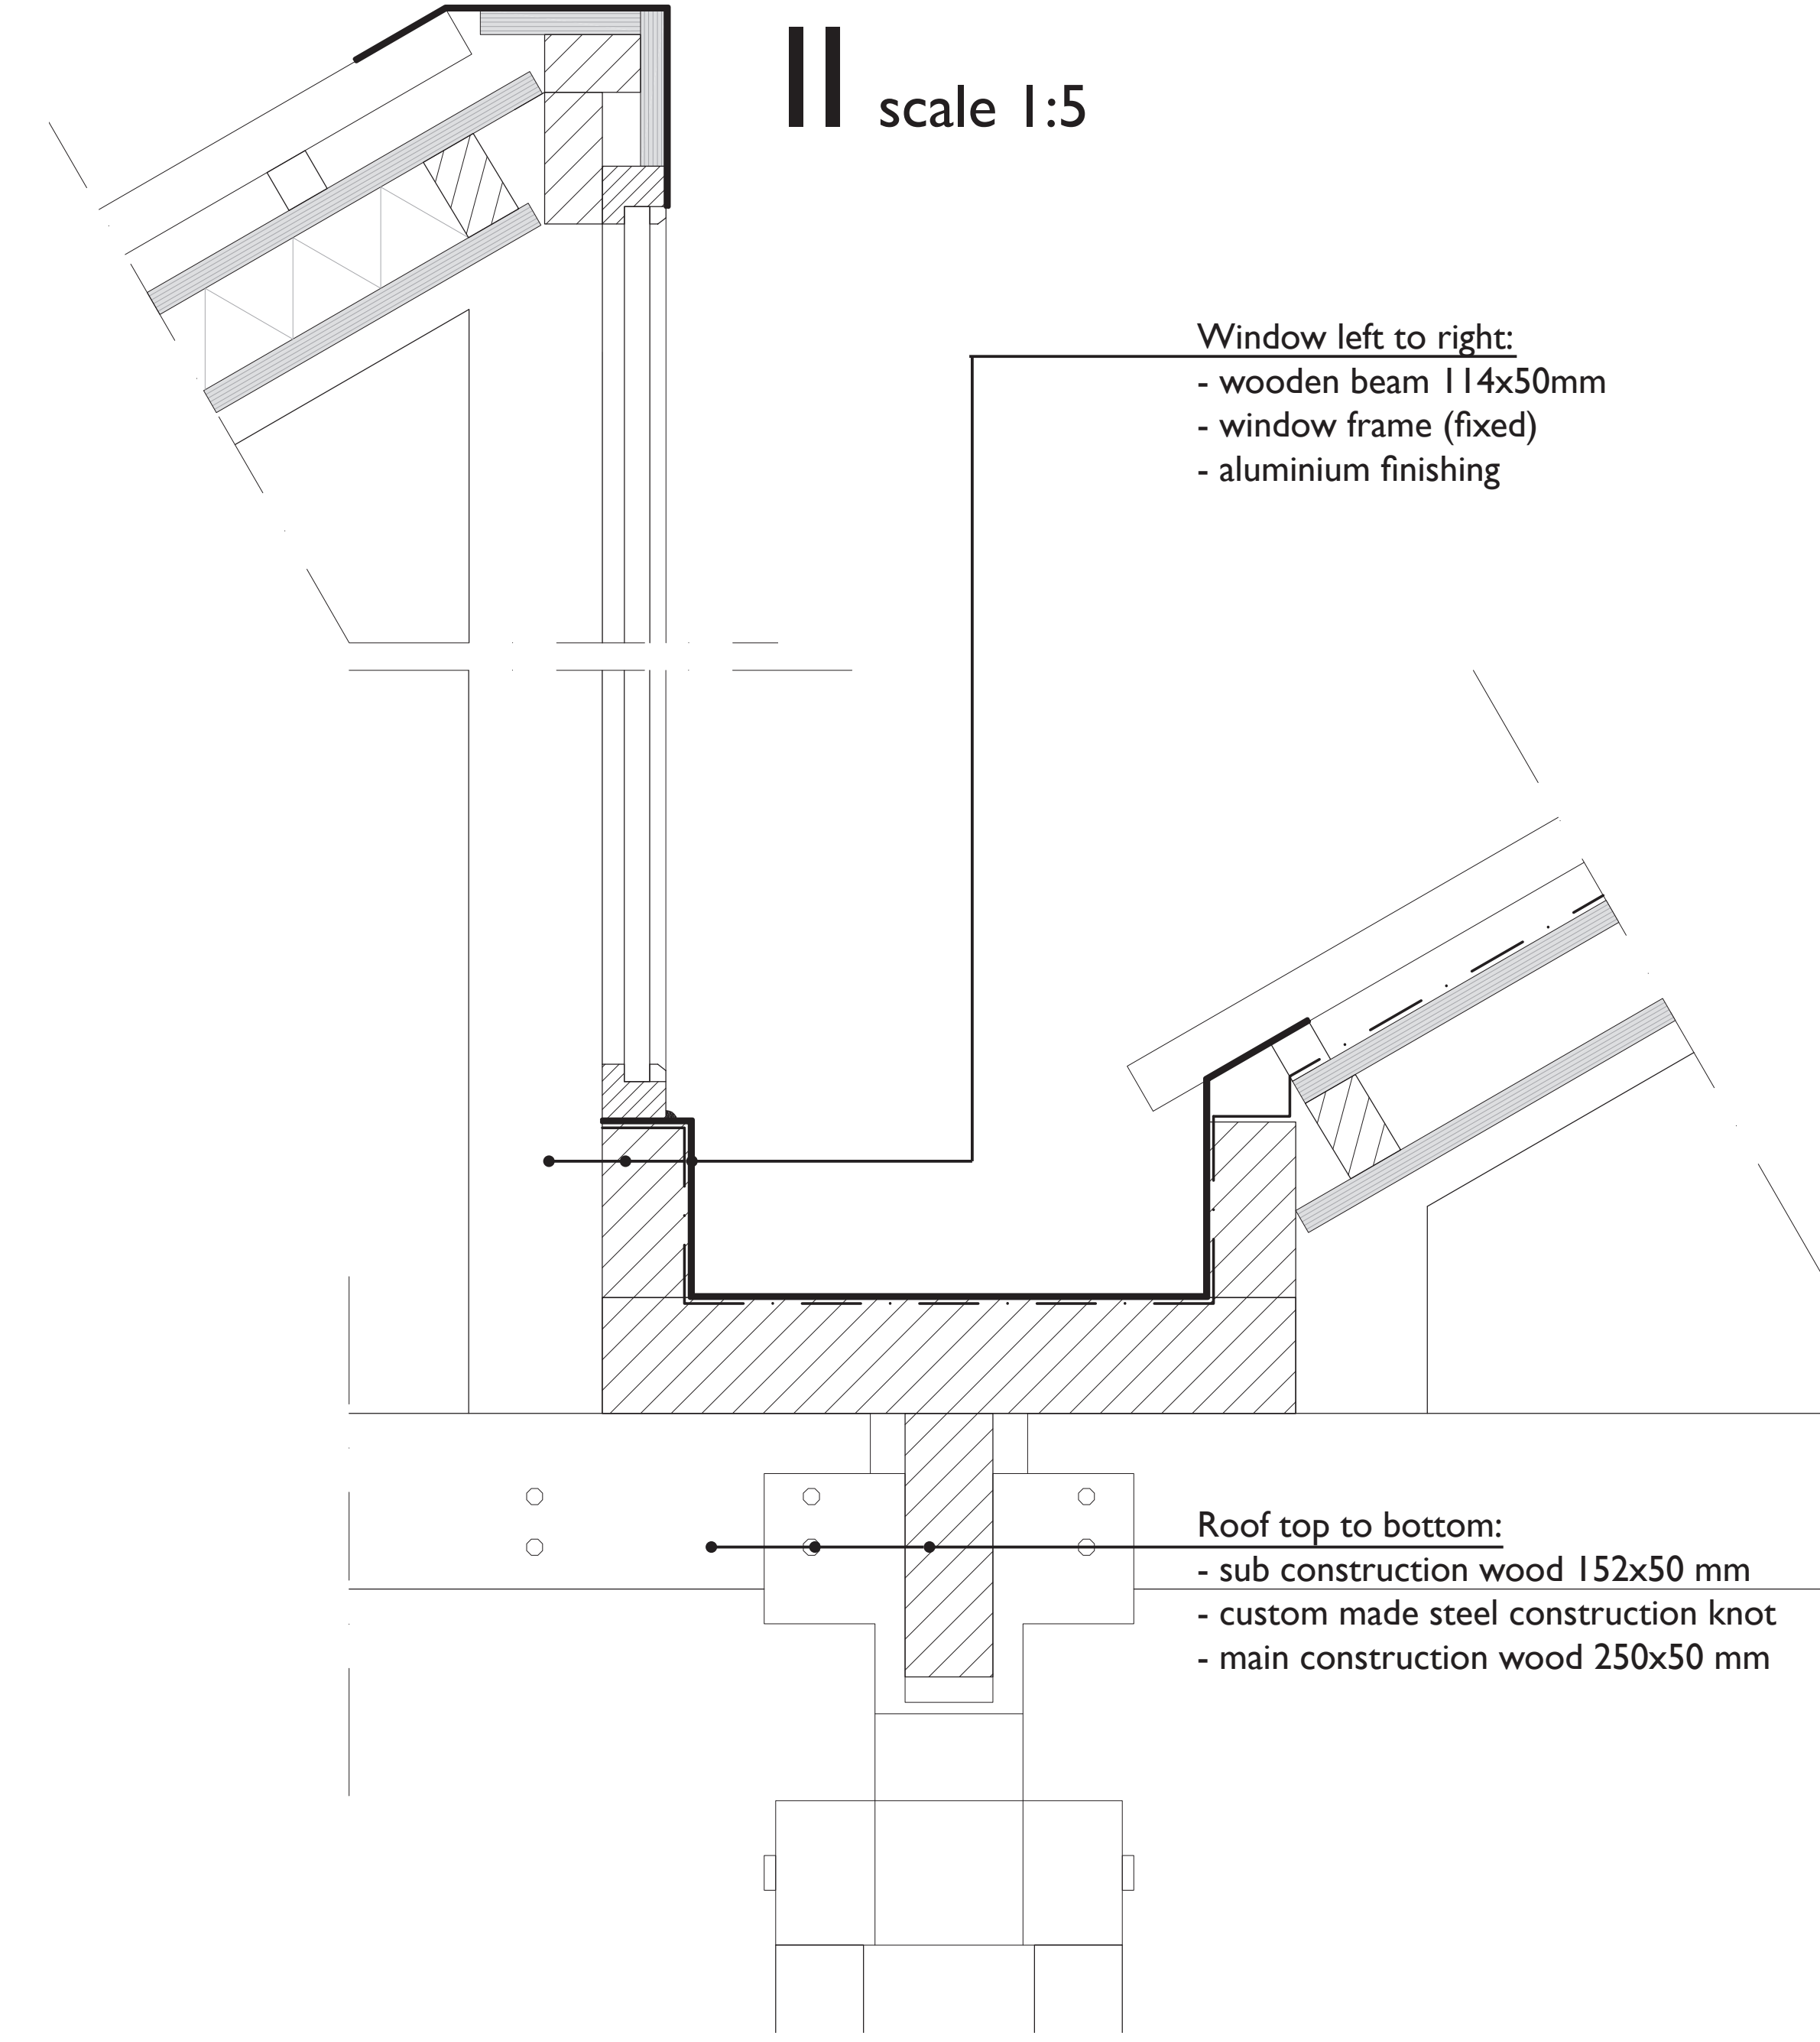 II scale 1:5
Window left to right:
- wooden beam 114x50mm
- window frame (fixed)
- aluminium finishing
Roof top to bottom:
- sub construction wood 152x50 mm
- custom made steel construction knot
- main construction wood 250x50 mm